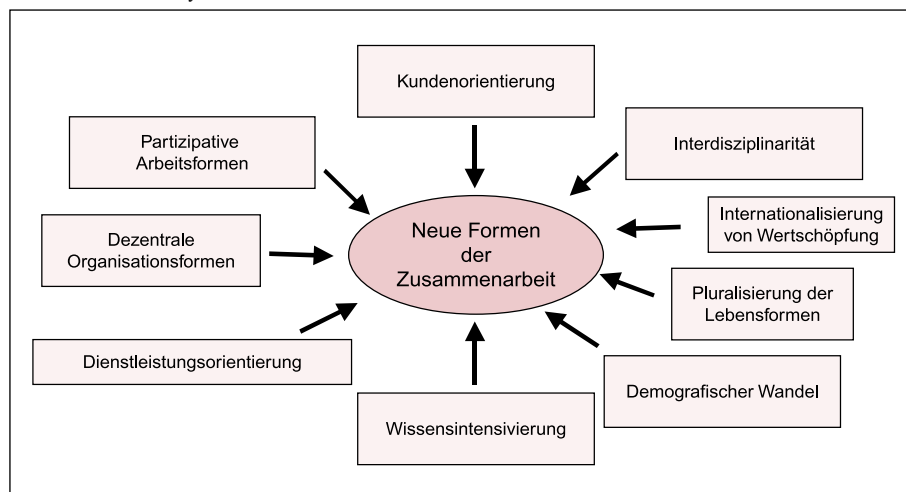 Kundenorientierung
Partizipative
Arbeitsformen
Interdisziplinarität
Dezentrale
Organisationsformen
Neue Formen
der
Zusammenarbeit
Internationalisierung
von Wertschöpfung
Pluralisierung der
Lebensformen
Dienstleistungsorientierung
Wissensintensivierung
Demografischer Wandel